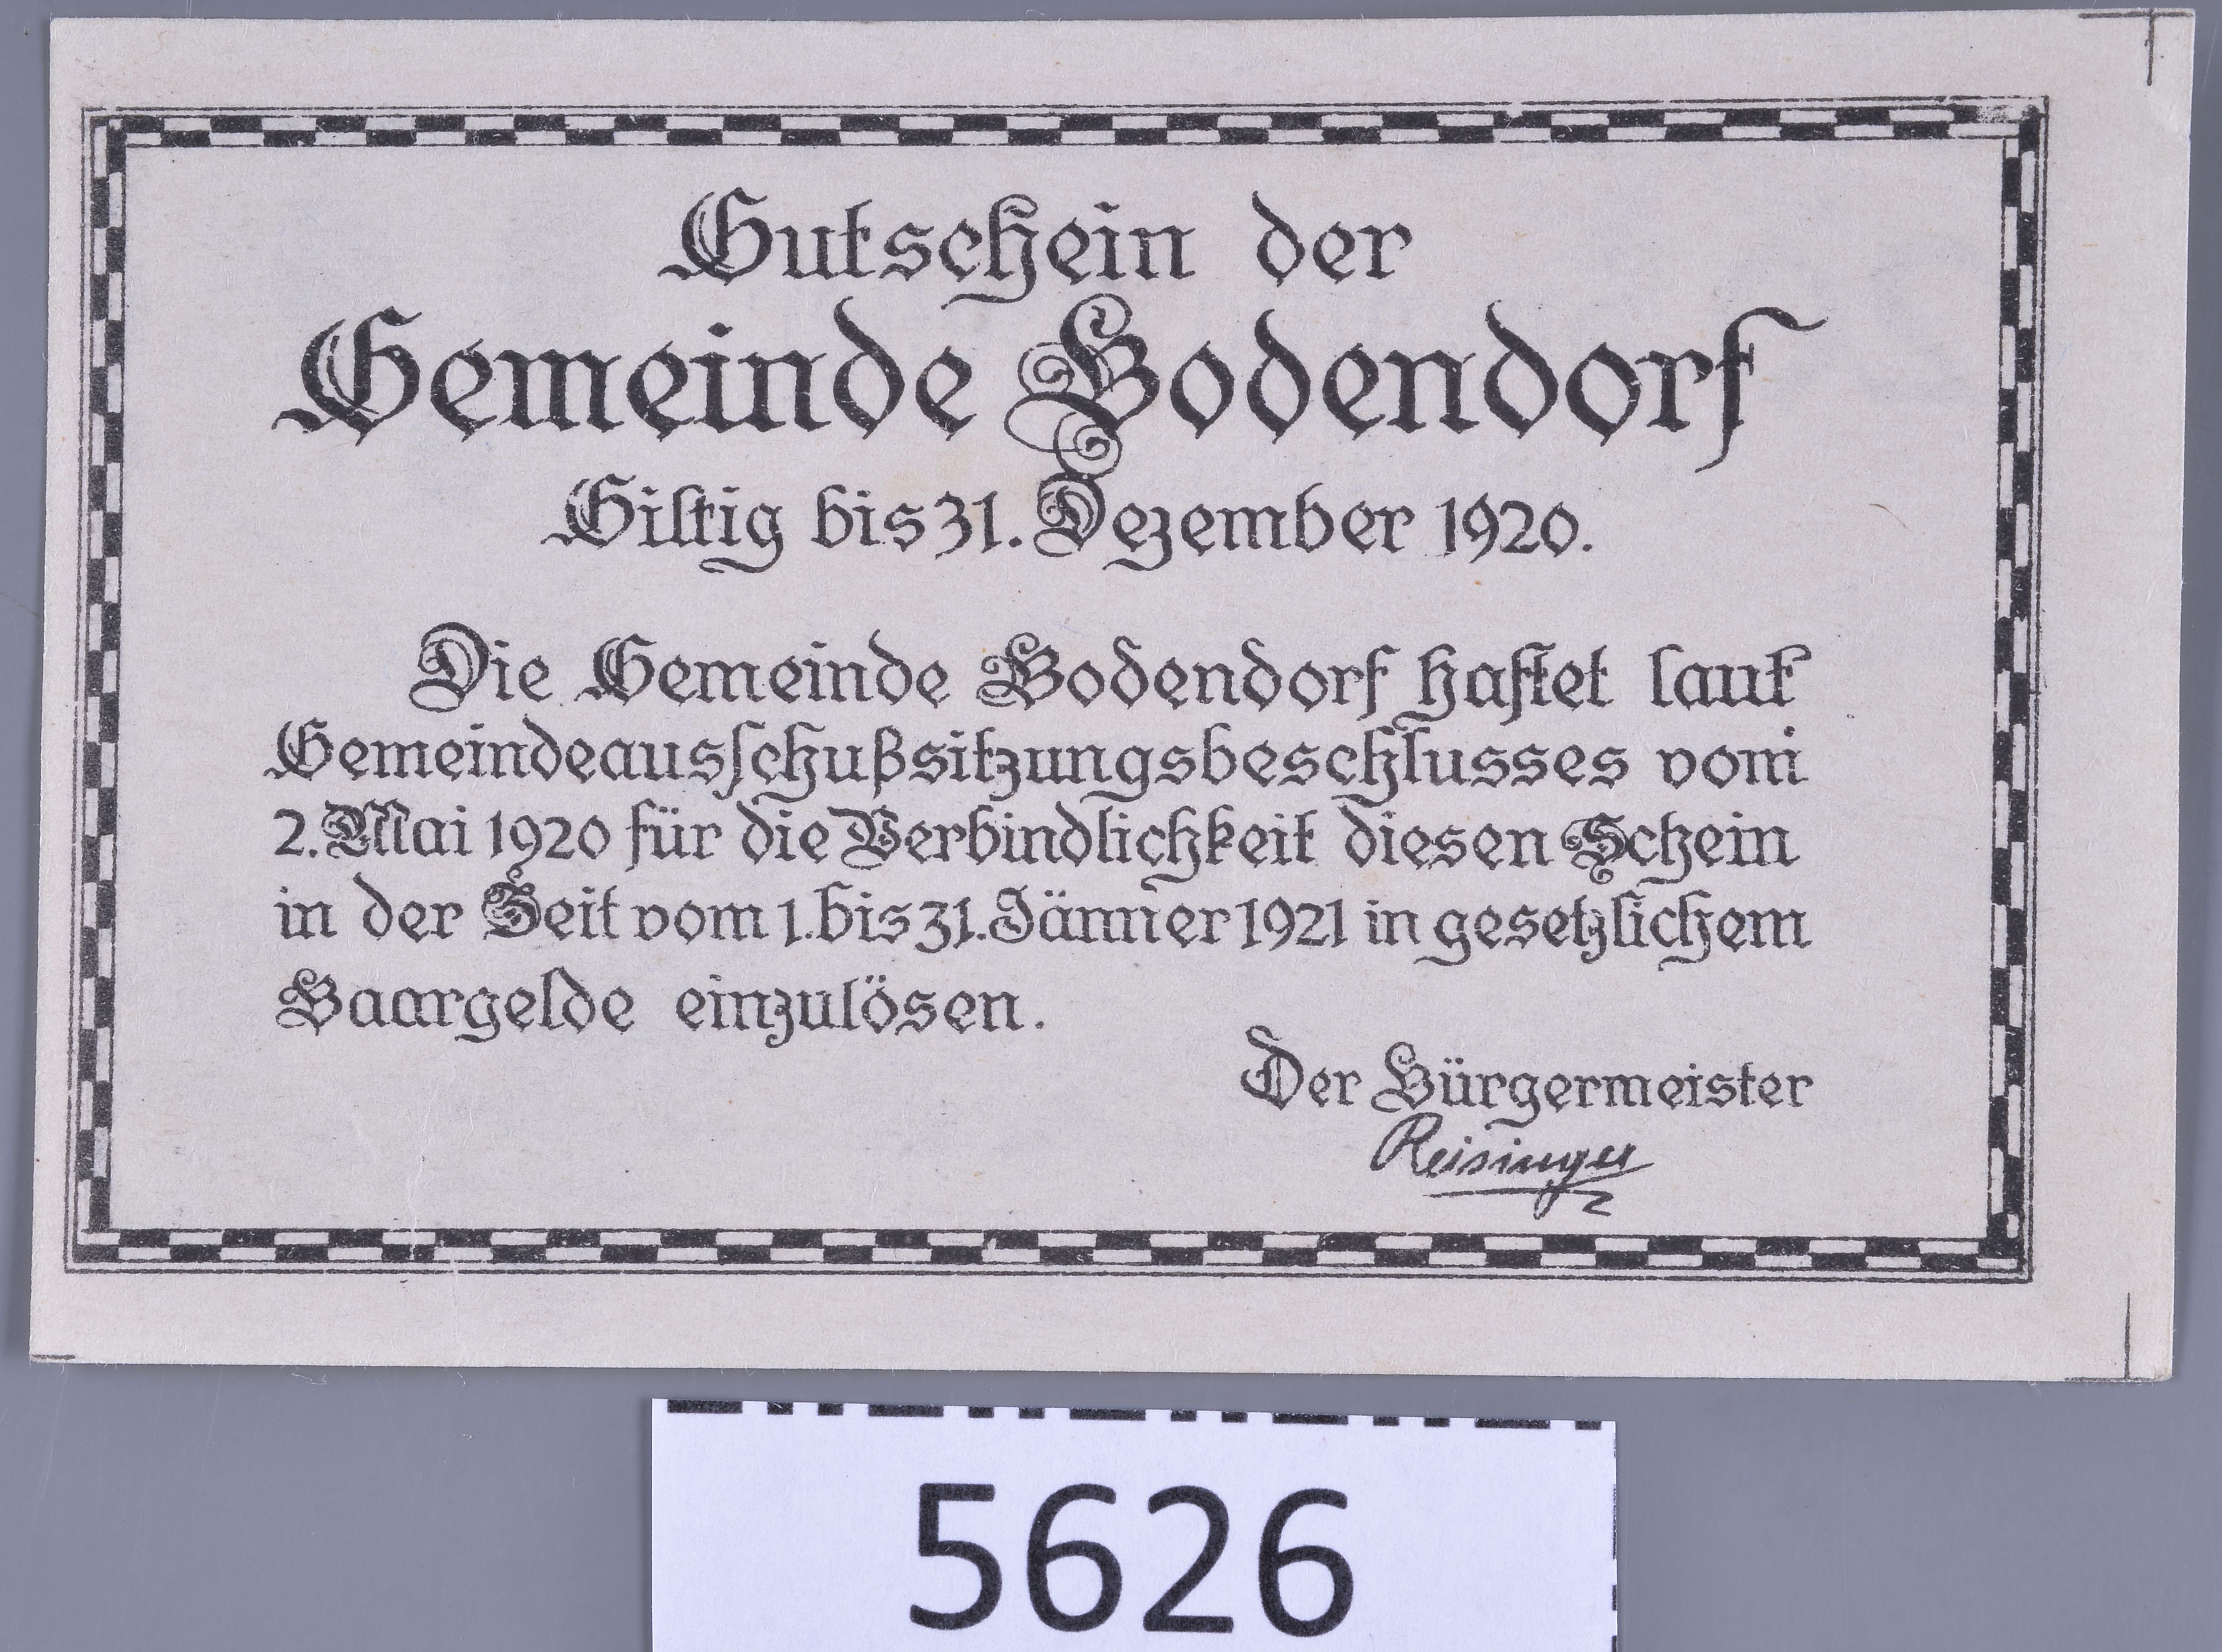 Gutschein der
Gemeinde Bodendorf
Giltig bis 31. Dezember 1920.
Die Gemeinde Bodendorf haftet laut
Gemeindeausschußsitzungsbeschlusses vom
2. Mai 1920 für die Verbindlichkeit diesen Schein
in der Zeit vom 1. bis 31. Jänner 1921 in gesetzlichem
Baargelde einzulösen.
Der Bürgermeister
Reisinger
5626